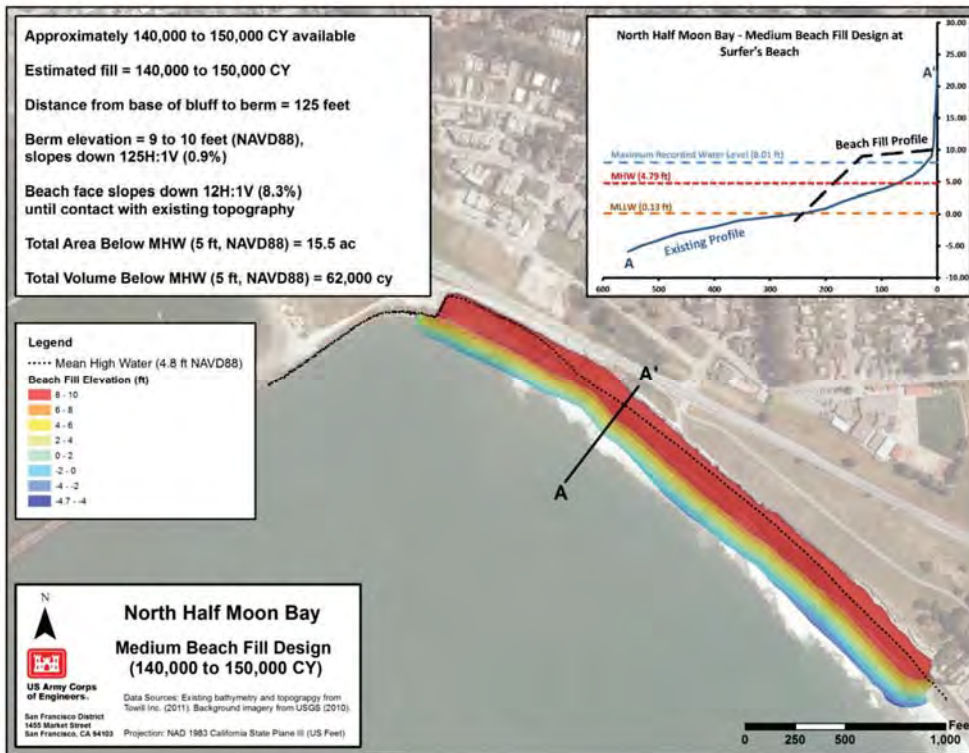 Approximately 140,000 to 150,000 CY available
Estimated fill = 140,000 to 150,000 CY
Distance from base of bluff to berm = 125 feet
Berm elevation = 9 to 10 feet (NAVD88),
slopes down 125H:1V (0.9%)
Beach face slopes down 12H:1V (8.3%)
until contact with existing topography
Total Area Below MHW (5 ft, NAVD88) = 15.5 ac
Total Volume Below MHW (5 ft, NAVD88) = 62,000 cy
North Half Moon Bay - Medium Beach Fill Design at
Surfer's Beach
30.00
25.00
20.00
15.00
10.00
5.00
0.00
-5.00
-10.00
A'
Beach Fill Profile
Maximum Recorded Water Level (8.01 ft)
MHW (4.79 ft)
MLLW (0.13 ft)
Existing Profile
A
600
500
400
300
200
100
0
Legend
Mean High Water (4.8 ft NAVD88)
Beach Fill Elevation (ft)
8 - 10
6 - 8
4 - 6
2 - 4
0 - 2
-2 - 0
-4 - -2
-4.7 - -4
A'
A
N
US Army Corps
of Engineers.
San Francisco District
1455 Market Street
San Francisco, CA 94103
North Half Moon Bay
Medium Beach Fill Design
(140,000 to 150,000 CY)
Data Sources: Existing bathymetry and topograpgy from
Towill Inc. (2011). Background imagery from USGS (2010).
Projection: NAD 1983 California State Plane III (US Feet)
Feet
0 250 500 1,000